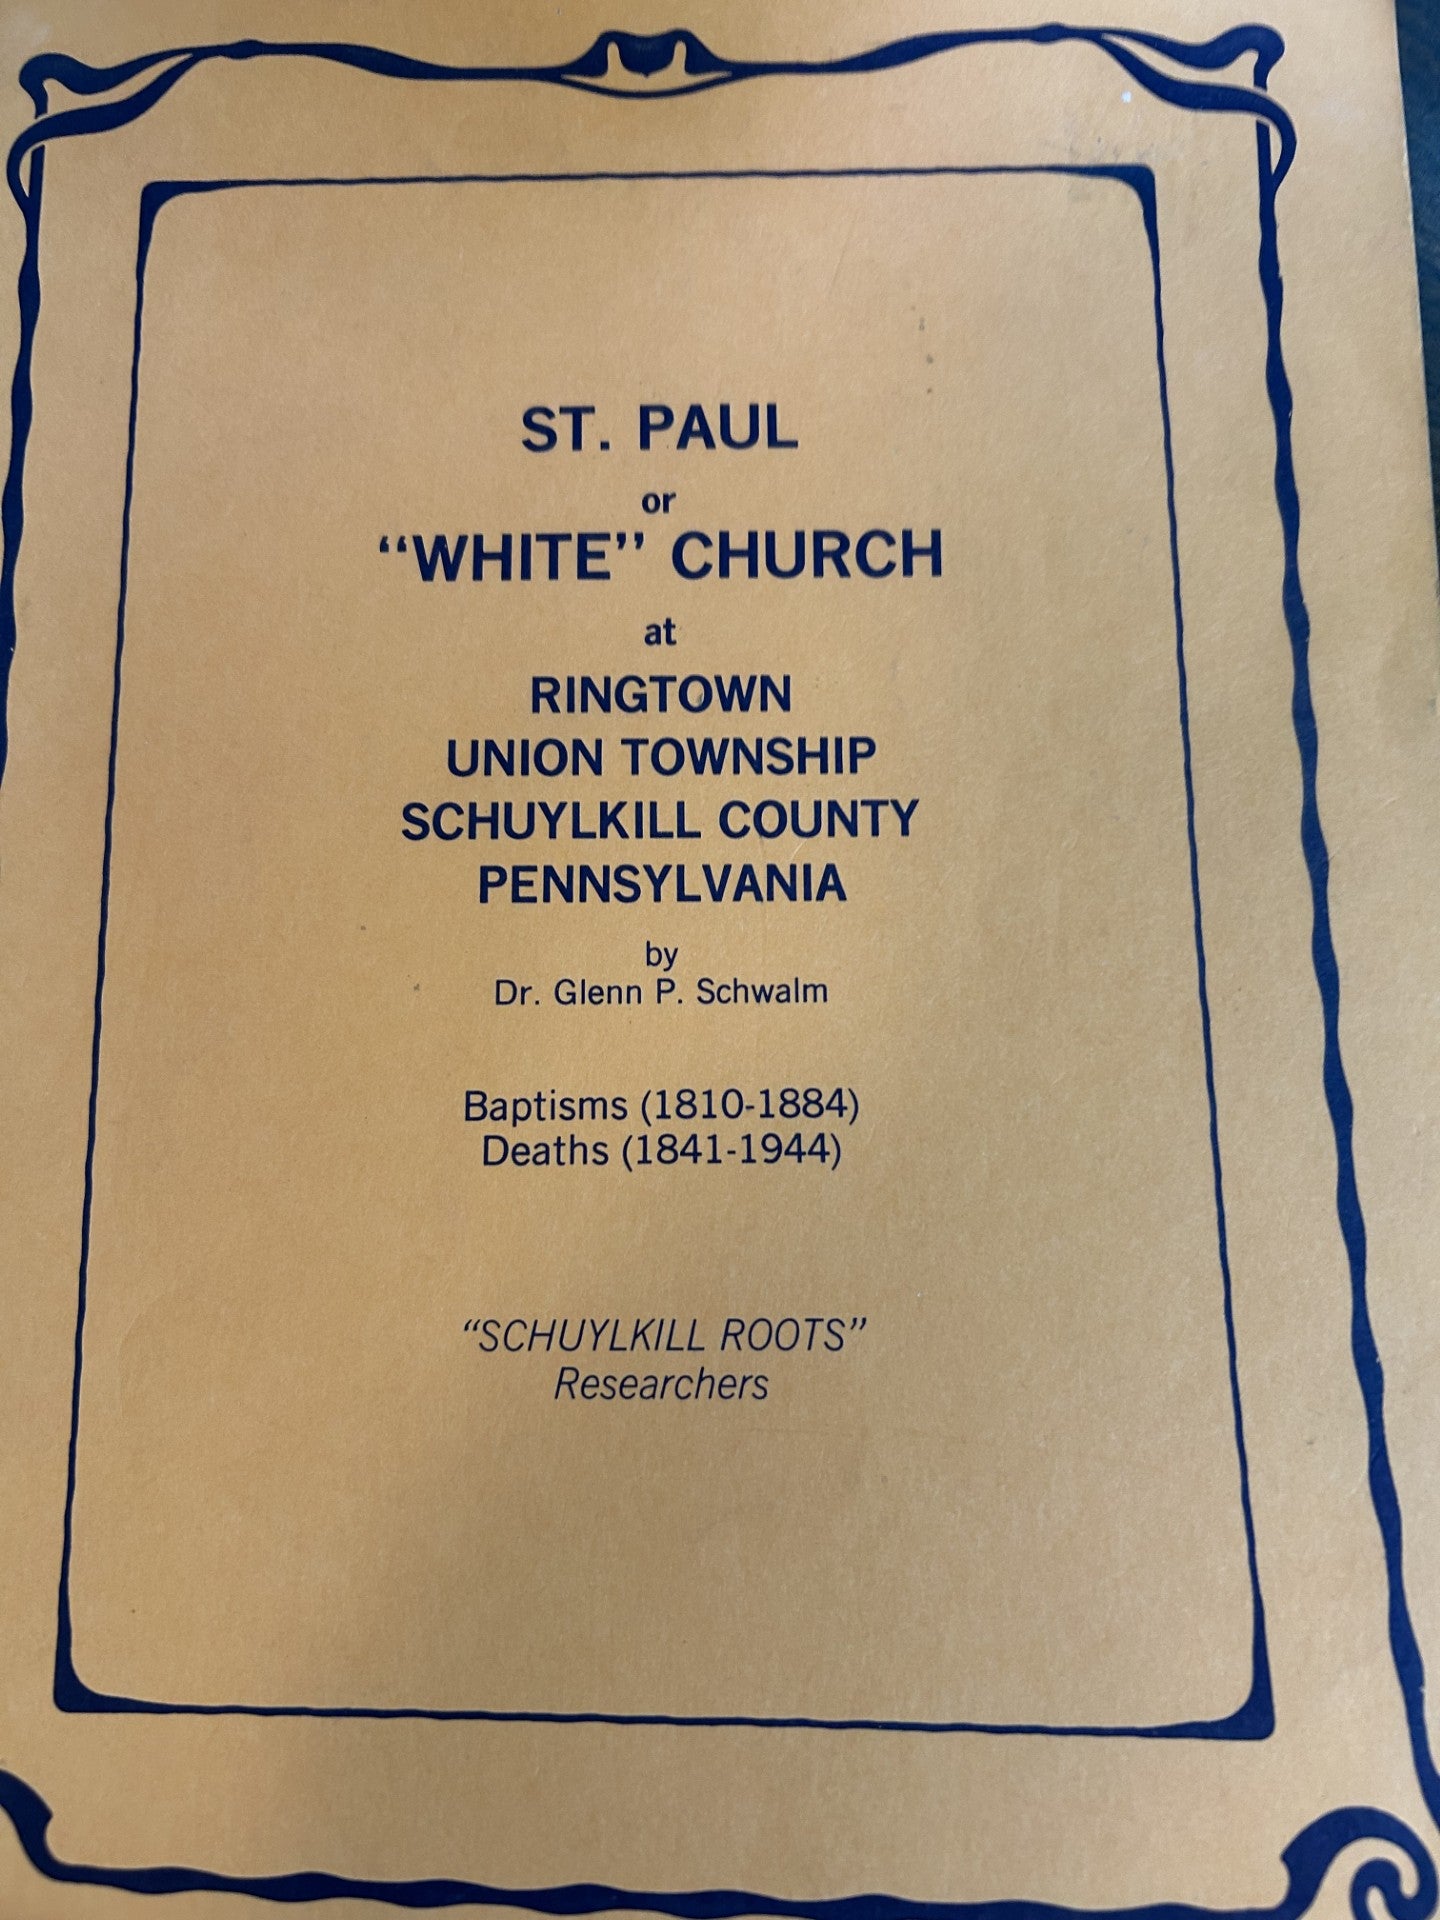 ST. PAUL
or
“WHITE” CHURCH
at
RINGTOWN
UNION TOWNSHIP
SCHUYLKILL COUNTY
PENNSYLVANIA
by
Dr. Glenn P. Schwalm
Baptisms (1810-1884)
Deaths (1841-1944)
“SCHUYLKILL ROOTS”
Researchers